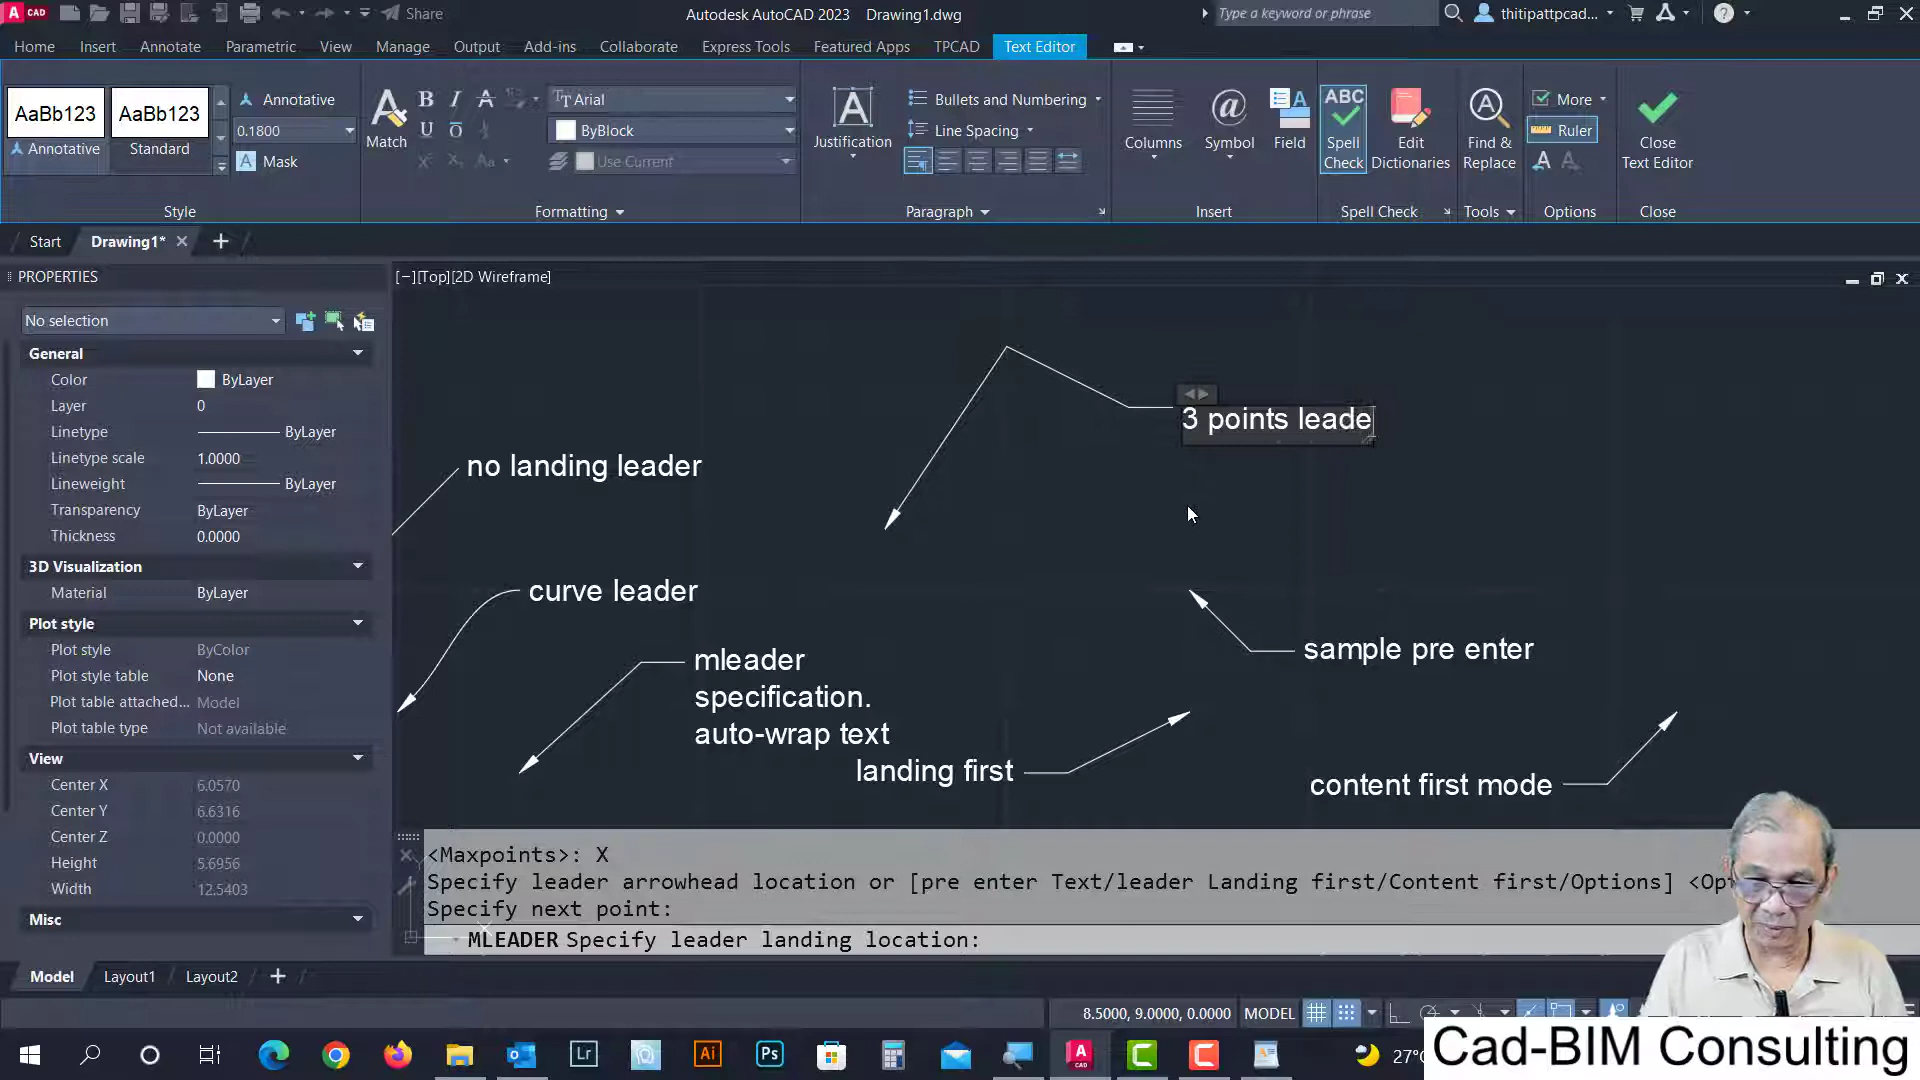 CAD
Share
Autodesk AutoCAD 2023 Drawing1.dwg
Type a keyword or phrase
thitipattpcad...
Home Insert Annotate Parametric View Manage Output Add-ins Collaborate Express Tools Featured Apps TPCAD Text Editor
AaBb123 AaBb123
Annotative Standard
Annotative
0.1800
Mask
Style
Match
Arial
ByBlock
Use Current
Formatting
Justification
Bullets and Numbering
Line Spacing
Paragraph
Columns
Symbol
Field
Insert
ABC
Spell
Check
Edit
Dictionaries
Spell Check
Find &
Replace
Tools
More
Ruler
Options
Close
Text Editor
Close
Start Drawing1*
PROPERTIES
[−][Top][2D Wireframe]
No selection
General
Color ByLayer
Layer 0
Linetype ByLayer
Linetype scale 1.0000
Lineweight ByLayer
Transparency ByLayer
Thickness 0.0000
3D Visualization
Material ByLayer
Plot style
Plot style ByColor
Plot style table None
Plot table attached... Model
Plot table type Not available
View
Center X 6.0570
Center Y 6.6316
Center Z 0.0000
Height 5.6956
Width 12.5403
Misc
3 points leade
no landing leader
curve leader
mleader
specification.
auto-wrap text
sample pre enter
landing first
content first mode
<Maxpoints>: X
Specify leader arrowhead location or [pre enter Text/leader Landing first/Content first/Options] <Op
Specify next point:
MLEADER Specify leader landing location:
Model Layout1 Layout2
8.5000, 9.0000, 0.0000 MODEL
Lr Ai Ps
A CAD
27°
Cad-BIM Consulting